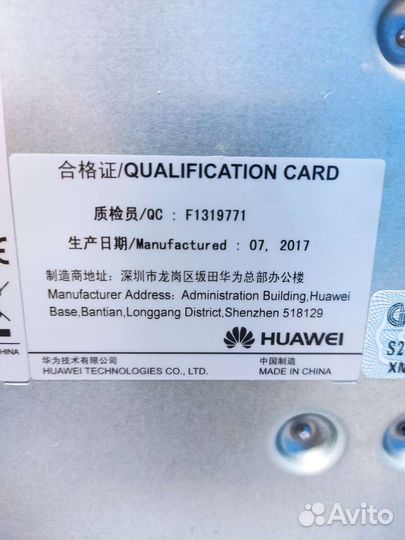 合格证/QUALIFICATION CARD
质检员/QC : F1319771
生产日期/Manufactured : 07, 2017
制造商地址: 深圳市龙岗区坂田华为总部办公楼
Manufacturer Address: Administration Building,Huawei
Base,Bantian,Longgang District,Shenzhen 518129
HUAWEI
华为技术有限公司
HUAWEI TECHNOLOGIES CO., LTD.
中国制造
MADE IN CHINA
CHINA
S2
XM
Avito